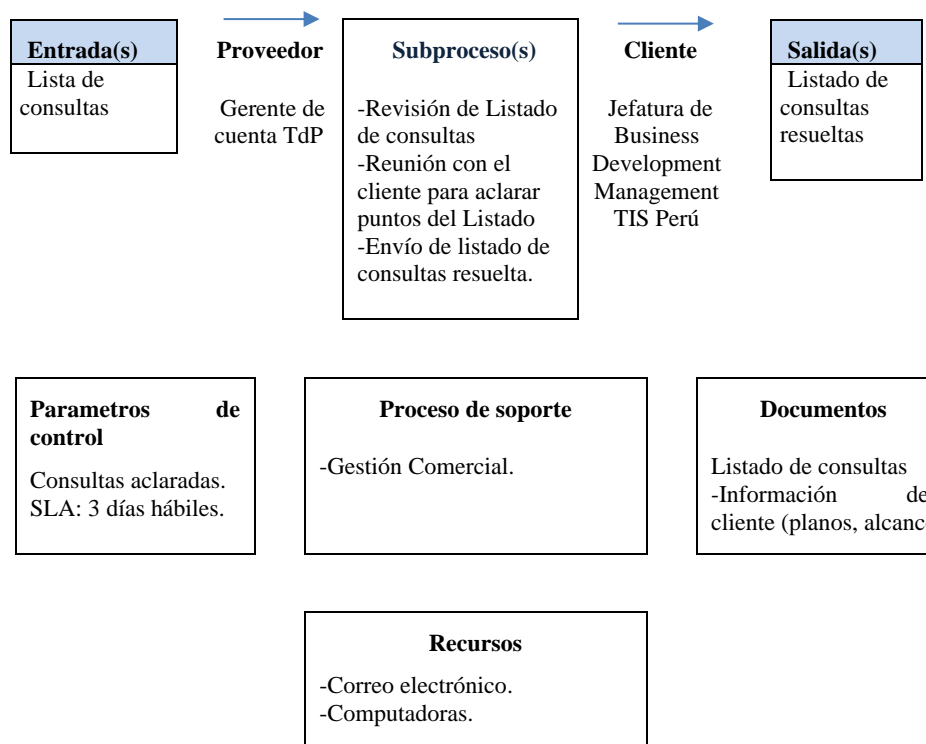 Entrada(s)
Lista de
consultas
Proveedor
Gerente de
cuenta TdP
Subproceso(s)
-Revisión de Listado
de consultas
-Reunión con el
cliente para aclarar
puntos del Listado
-Envío de listado de
consultas resuelta.
Cliente
Jefatura de
Business
Development
Management
TIS Perú
Salida(s)
Listado de
consultas
resueltas
Parametros de
control
Consultas aclaradas.
SLA: 3 días hábiles.
Proceso de soporte
-Gestión Comercial.
Documentos
Listado de consultas
-Información
cliente (planos,
Recursos
-Correo electrónico.
-Computadoras.